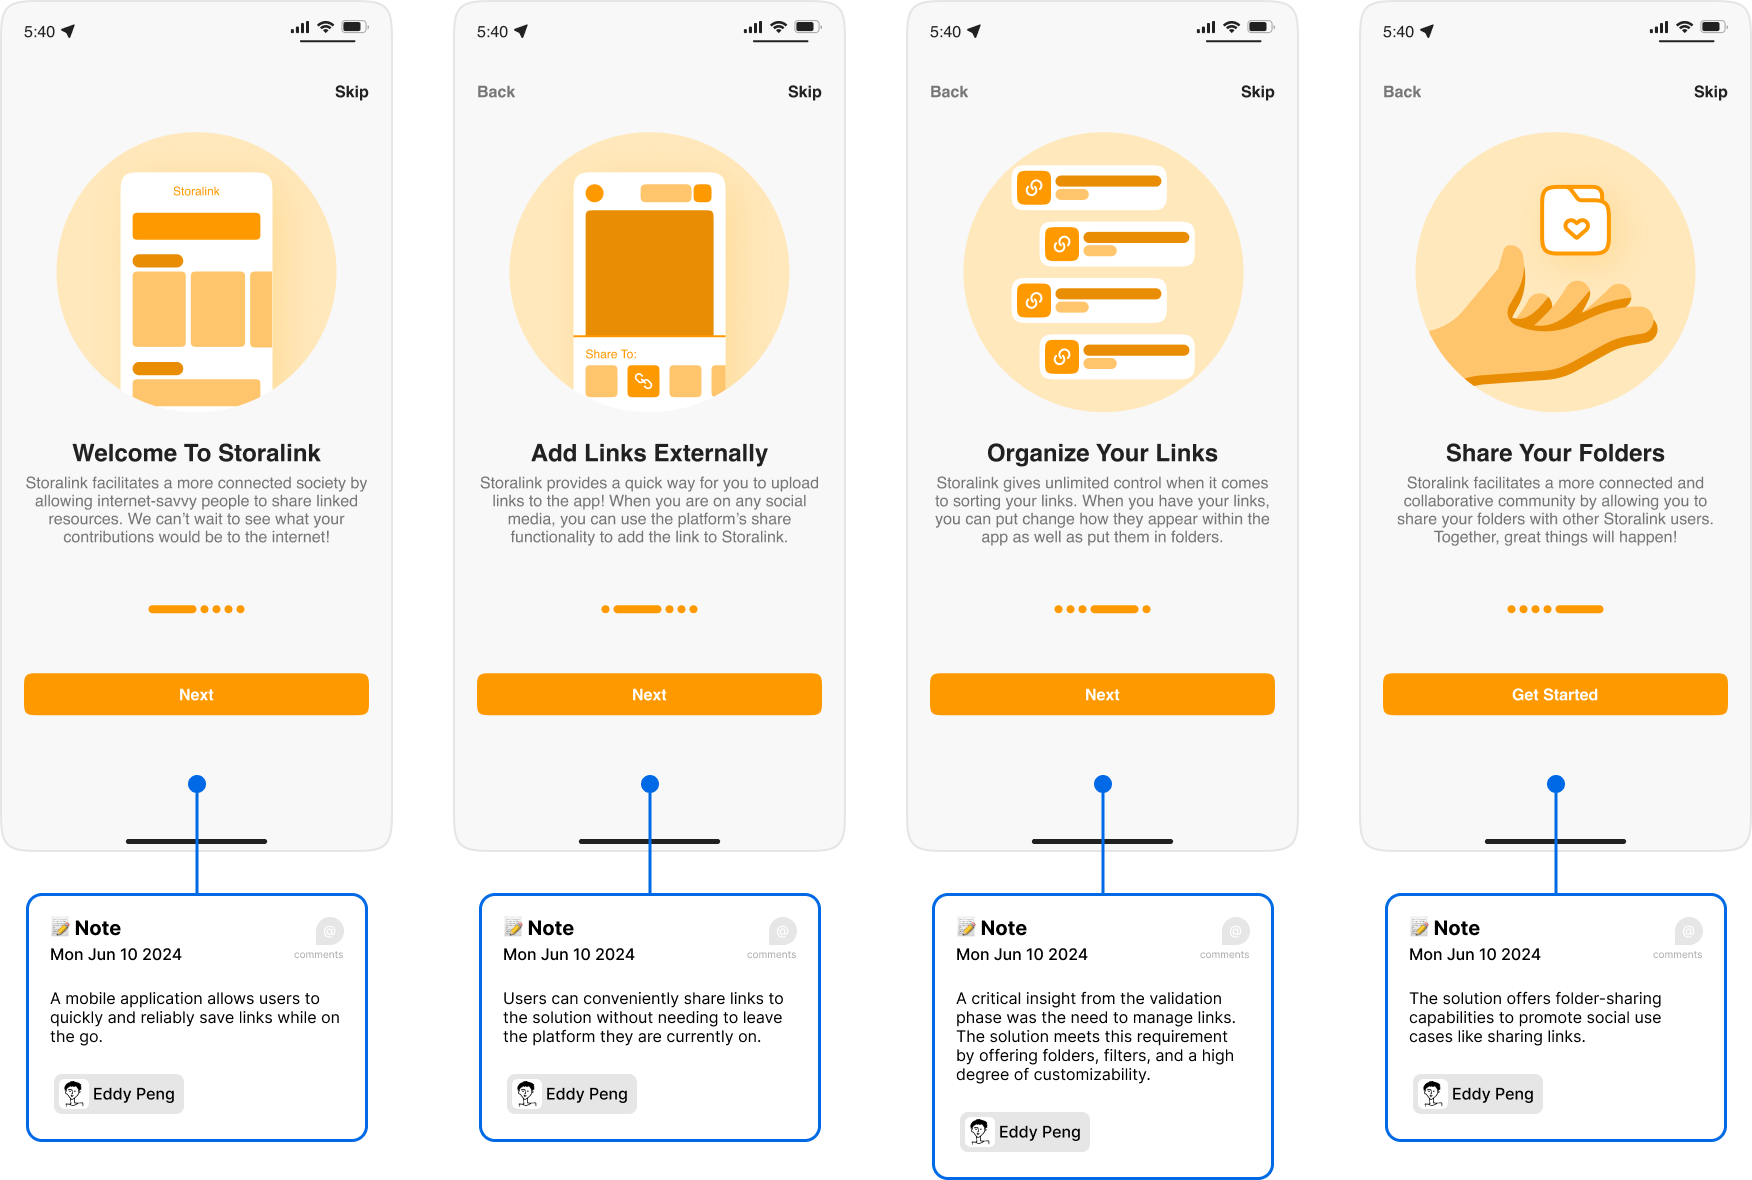 5:40
Skip
Storalink
Welcome To Storalink
Storalink facilitates a more connected society by
allowing internet-savvy people to share linked
resources. We can’t wait to see what your
contributions would be to the internet!
Next
Note
comments
Mon Jun 10 2024
A mobile application allows users to
quickly and reliably save links while on
the go.
Eddy Peng
5:40
Back
Skip
Share To:
Add Links Externally
Storalink provides a quick way for you to upload
links to the app! When you are on any social
media, you can use the platform’s share
functionality to add the link to Storalink.
Next
Note
comments
Mon Jun 10 2024
Users can conveniently share links to
the solution without needing to leave
the platform they are currently on.
Eddy Peng
5:40
Back
Skip
Organize Your Links
Storalink gives unlimited control when it comes
to sorting your links. When you have your links,
you can put change how they appear within the
app as well as put them in folders.
Next
Note
comments
Mon Jun 10 2024
A critical insight from the validation
phase was the need to manage links.
The solution meets this requirement
by offering folders, filters, and a high
degree of customizability.
Eddy Peng
5:40
Back
Skip
Share Your Folders
Storalink facilitates a more connected and
collaborative community by allowing you to
share your folders with other Storalink users.
Together, great things will happen!
Get Started
Note
comments
Mon Jun 10 2024
The solution offers folder-sharing
capabilities to promote social use
cases like sharing links.
Eddy Peng